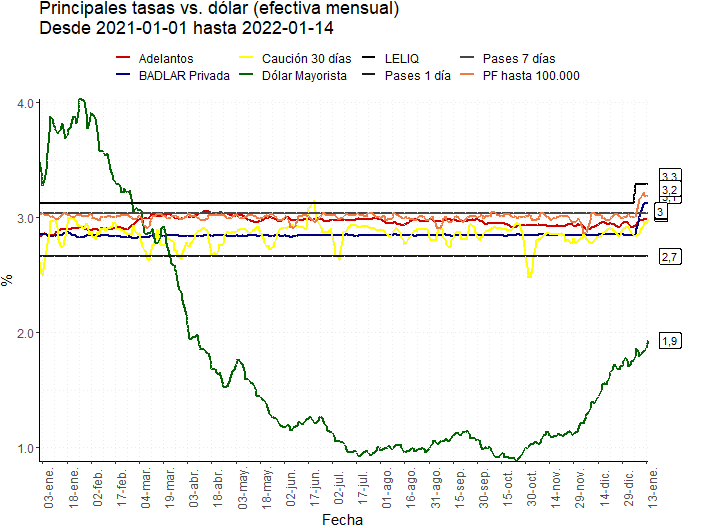 Principales tasas vs. dólar (efectiva mensual)
Desde 2021-01-01 hasta 2022-01-14
Adelantos
Caución 30 días
LELIQ
Pases 7 días
BADLAR Privada
Dólar Mayorista
Pases 1 día
PF hasta 100.000
4.0
3.0
2.0
1.0
%
3,3
3,2
3,1
3
2,7
1,9
03-ene.
18-ene.
02-feb.
17-feb.
04-mar.
19-mar.
03-abr.
18-abr.
03-may.
18-may.
02-jun.
17-jun.
02-jul.
17-jul.
01-ago.
16-ago.
31-ago.
15-sep.
30-sep.
15-oct.
30-oct.
14-nov.
29-nov.
14-dic.
29-dic.
13-ene.
Fecha